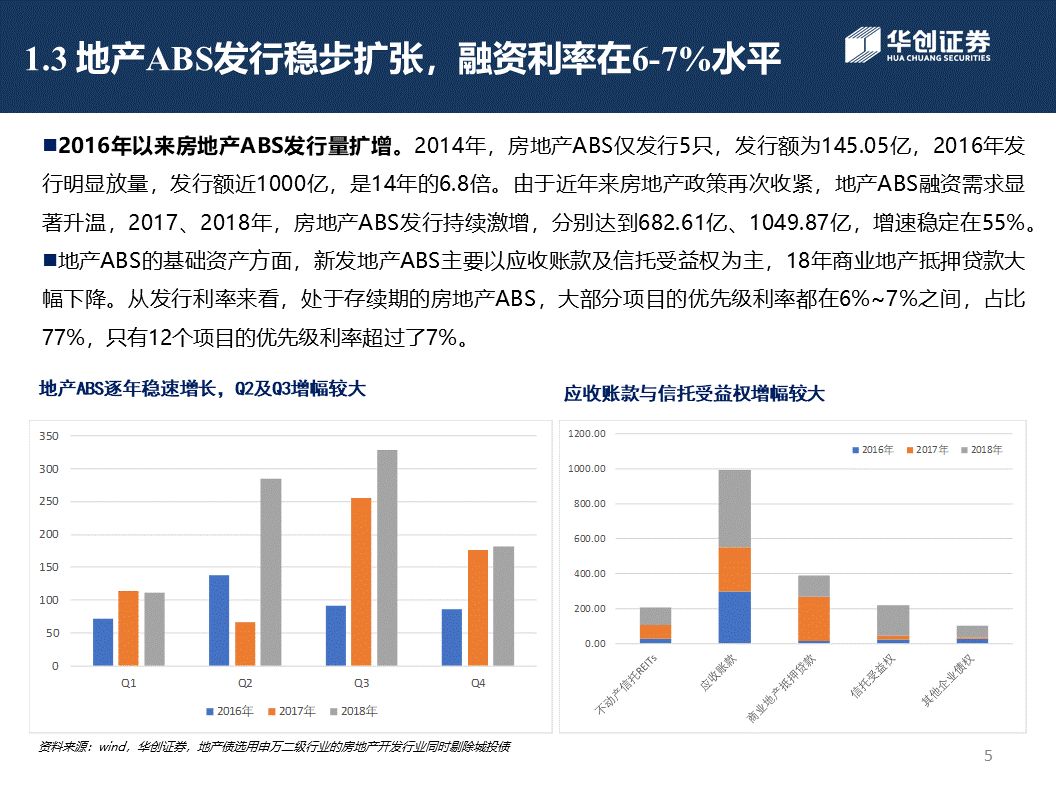 1.3 地产ABS发行稳步扩张，融资利率在6-7%水平
华创证券
HUA CHUANG SECURITIES
■2016年以来房地产ABS发行量扩增。2014年，房地产ABS仅发行5只，发行额为145.05亿，2016年发
行明显放量，发行额近1000亿，是14年的6.8倍。由于近年来房地产政策再次收紧，地产ABS融资需求显
著升温，2017、2018年，房地产ABS发行持续激增，分别达到682.61亿、1049.87亿，增速稳定在55%。
■地产ABS的基础资产方面，新发地产ABS主要以应收账款及信托受益权为主，18年商业地产抵押贷款大
幅下降。从发行利率来看，处于存续期的房地产ABS，大部分项目的优先级利率都在6%~7%之间，占比
77%，只有12个项目的优先级利率超过了7%。
地产ABS逐年稳速增长，Q2及Q3增幅较大
350
300
250
200
150
100
50
0
Q1 Q2 Q3 Q4
2016年 2017年 2018年
应收账款与信托受益权增幅较大
1200.00
1000.00
800.00
600.00
400.00
200.00
0.00
2016年 2017年 2018年
不动产信托REITs
应收账款
商业地产抵押贷款
信托受益权
其他企业债权
资料来源：wind，华创证券，地产债选用申万二级行业的房地产开发行业同时剔除城投债
5